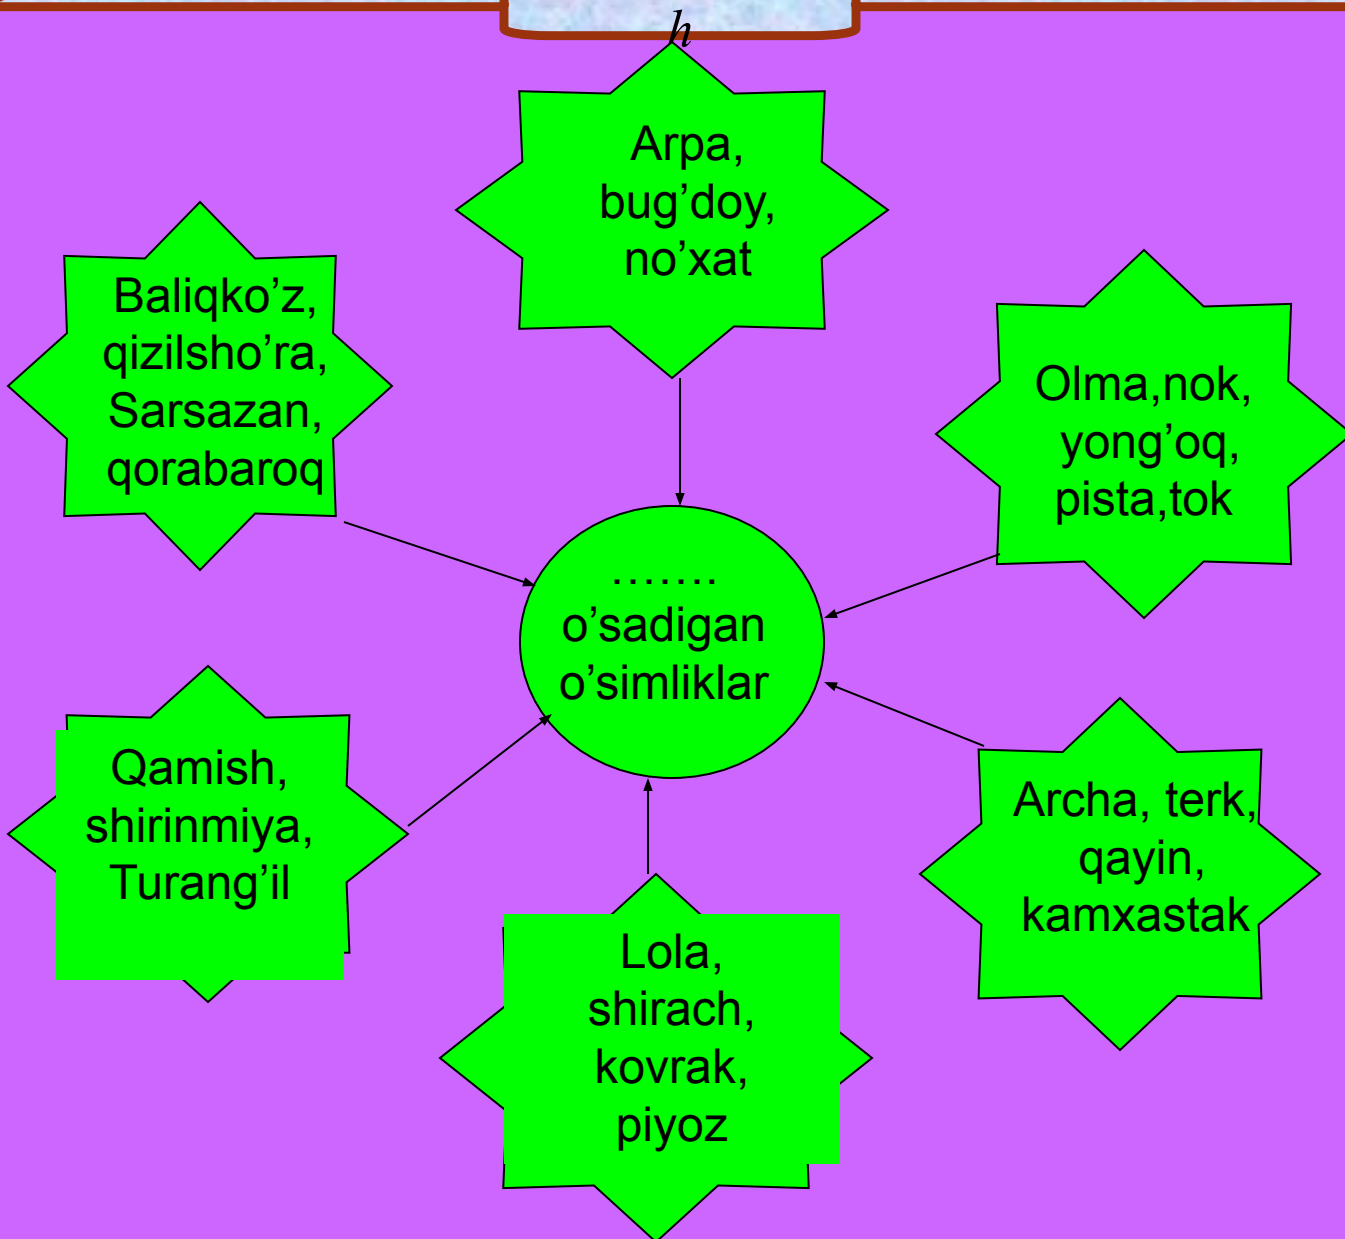 h
Arpa,
bug’doy,
no’xat
Baliqko’z,
qizilsho’ra,
Sarsazan,
qorabaroq
Olma,nok,
yong’oq,
pista,tok
.......
o’sadigan
o’simliklar
Qamish,
shirinmiya,
Turang’il
Archa, terk,
qayin,
kamxastak
Lola,
shirach,
kovrak,
piyoz